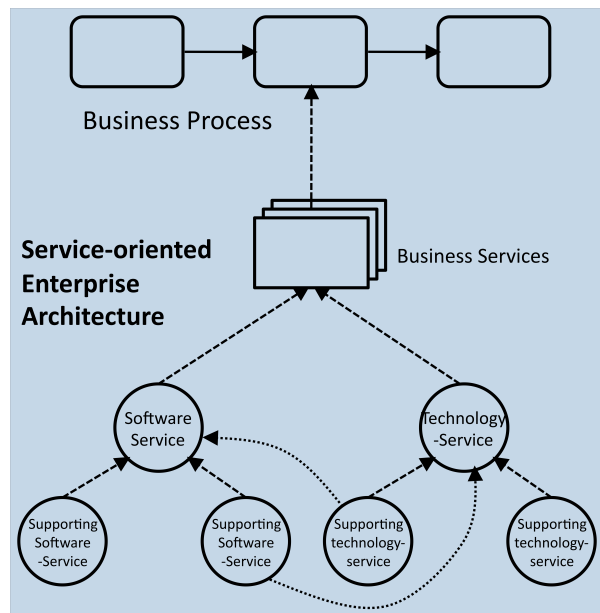 Business Process
Service-oriented
Enterprise
Architecture
Business Services
Software
Service
Technology
-Service
Supporting
Software
-Service
Supporting
Software
-Service
Supporting
technology-
service
Supporting
technology-
service